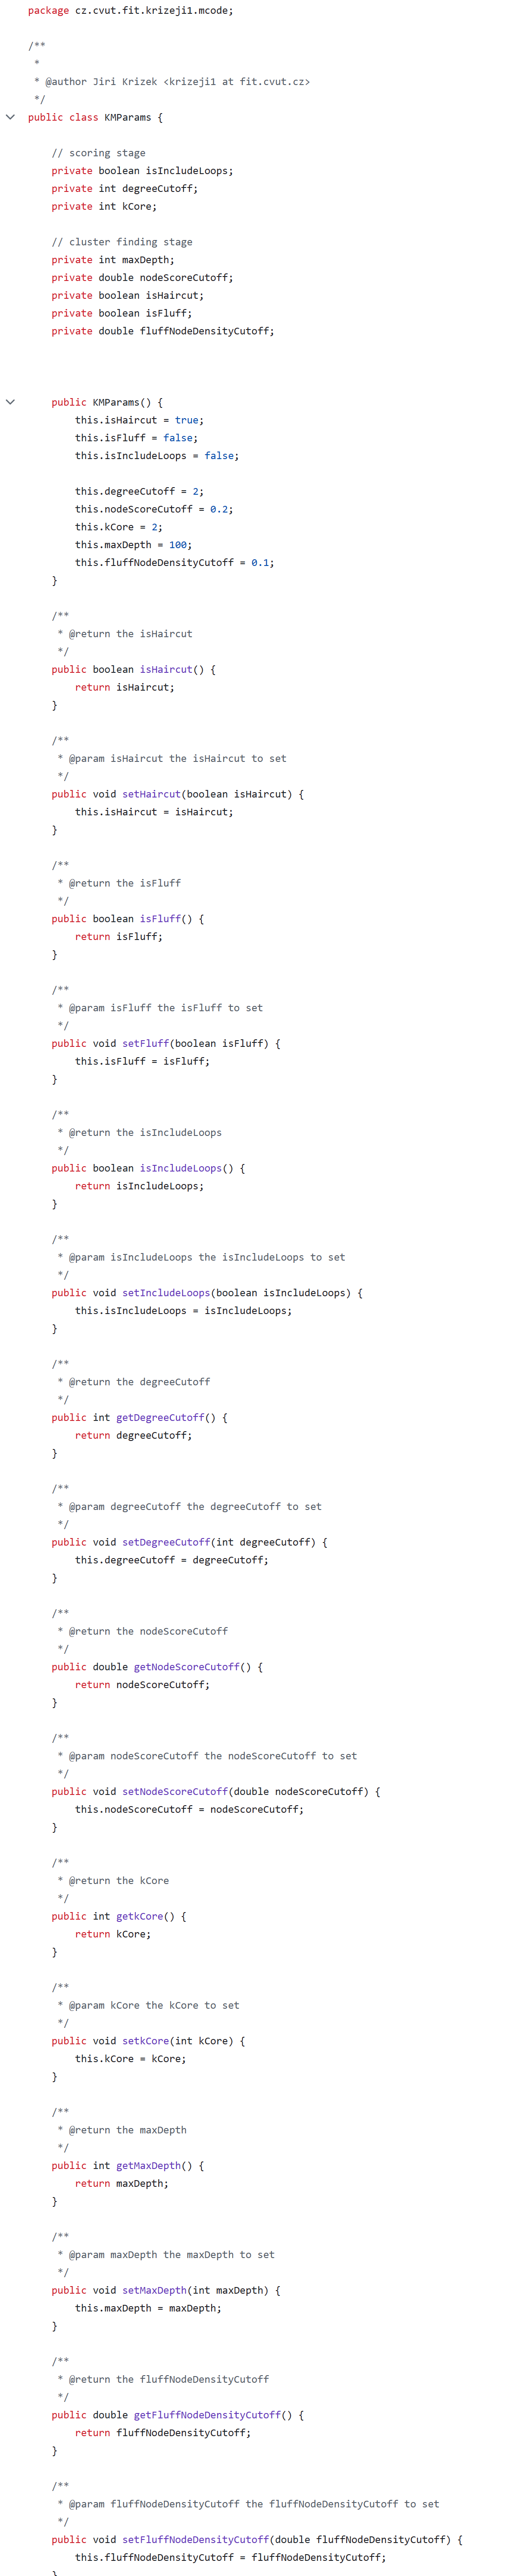 package cz.cvut.fit.krizeji1.mcode;
/**
 *
 * @author Jiri Krizek <krizeji1 at fit.cvut.cz>
 */
public class KMParams {
    // scoring stage
    private boolean isIncludeLoops;
    private int degreeCutoff;
    private int kCore;
    // cluster finding stage
    private int maxDepth;
    private double nodeScoreCutoff;
    private boolean isHaircut;
    private boolean isFluff;
    private double fluffNodeDensityCutoff;
    public KMParams() {
        this.isHaircut = true;
        this.isFluff = false;
        this.isIncludeLoops = false;
        this.degreeCutoff = 2;
        this.nodeScoreCutoff = 0.2;
        this.kCore = 2;
        this.maxDepth = 100;
        this.fluffNodeDensityCutoff = 0.1;
    }
    /**
     * @return the isHaircut
     */
    public boolean isHaircut() {
        return isHaircut;
    }
    /**
     * @param isHaircut the isHaircut to set
     */
    public void setHaircut(boolean isHaircut) {
        this.isHaircut = isHaircut;
    }
    /**
     * @return the isFluff
     */
    public boolean isFluff() {
        return isFluff;
    }
    /**
     * @param isFluff the isFluff to set
     */
    public void setFluff(boolean isFluff) {
        this.isFluff = isFluff;
    }
    /**
     * @return the isIncludeLoops
     */
    public boolean isIncludeLoops() {
        return isIncludeLoops;
    }
    /**
     * @param isIncludeLoops the isIncludeLoops to set
     */
    public void setIncludeLoops(boolean isIncludeLoops) {
        this.isIncludeLoops = isIncludeLoops;
    }
    /**
     * @return the degreeCutoff
     */
    public int getDegreeCutoff() {
        return degreeCutoff;
    }
    /**
     * @param degreeCutoff the degreeCutoff to set
     */
    public void setDegreeCutoff(int degreeCutoff) {
        this.degreeCutoff = degreeCutoff;
    }
    /**
     * @return the nodeScoreCutoff
     */
    public double getNodeScoreCutoff() {
        return nodeScoreCutoff;
    }
    /**
     * @param nodeScoreCutoff the nodeScoreCutoff to set
     */
    public void setNodeScoreCutoff(double nodeScoreCutoff) {
        this.nodeScoreCutoff = nodeScoreCutoff;
    }
    /**
     * @return the kCore
     */
    public int getkCore() {
        return kCore;
    }
    /**
     * @param kCore the kCore to set
     */
    public void setkCore(int kCore) {
        this.kCore = kCore;
    }
    /**
     * @return the maxDepth
     */
    public int getMaxDepth() {
        return maxDepth;
    }
    /**
     * @param maxDepth the maxDepth to set
     */
    public void setMaxDepth(int maxDepth) {
        this.maxDepth = maxDepth;
    }
    /**
     * @return the fluffNodeDensityCutoff
     */
    public double getFluffNodeDensityCutoff() {
        return fluffNodeDensityCutoff;
    }
    /**
     * @param fluffNodeDensityCutoff the fluffNodeDensityCutoff to set
     */
    public void setFluffNodeDensityCutoff(double fluffNodeDensityCutoff) {
        this.fluffNodeDensityCutoff = fluffNodeDensityCutoff;
    }